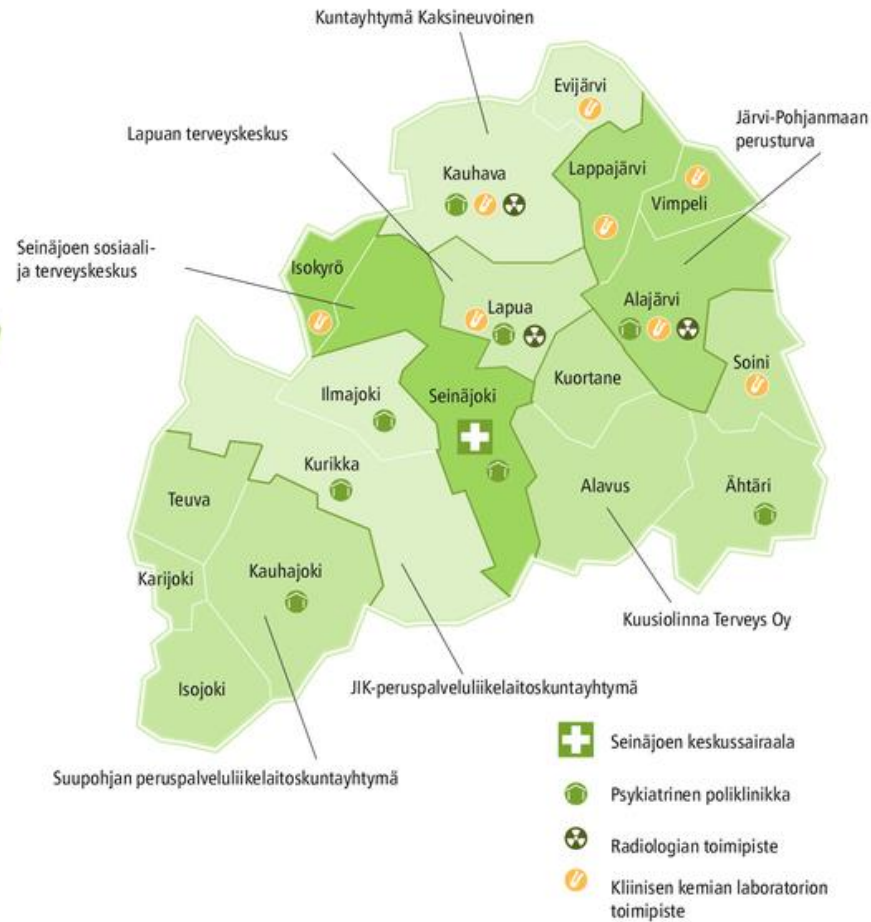 Kuntayhtymä Kaksineuvoinen
Evijärvi
Järvi-Pohjanmaan
perusturva
Lapuan terveyskeskus
Kauhava
Lappajärvi
Vimpeli
Seinäjoen sosiaali-
ja terveyskeskus
Isokyrö
Lapua
Alajärvi
Soini
Kuortane
Ilmajoki
Seinäjoki
Kurikka
Alavus
Ähtäri
Teuva
Karijoki
Kauhajoki
Kuusiolinna Terveys Oy
Isojoki
JIK-peruspalveluliikelaitoskuntayhtymä
Suupohjan peruspalveluliikelaitoskuntayhtymä
Seinäjoen keskussairaala
Psykiatrinen poliklinikka
Radiologian toimipiste
Kliinisen kemian laboratorion
toimipiste